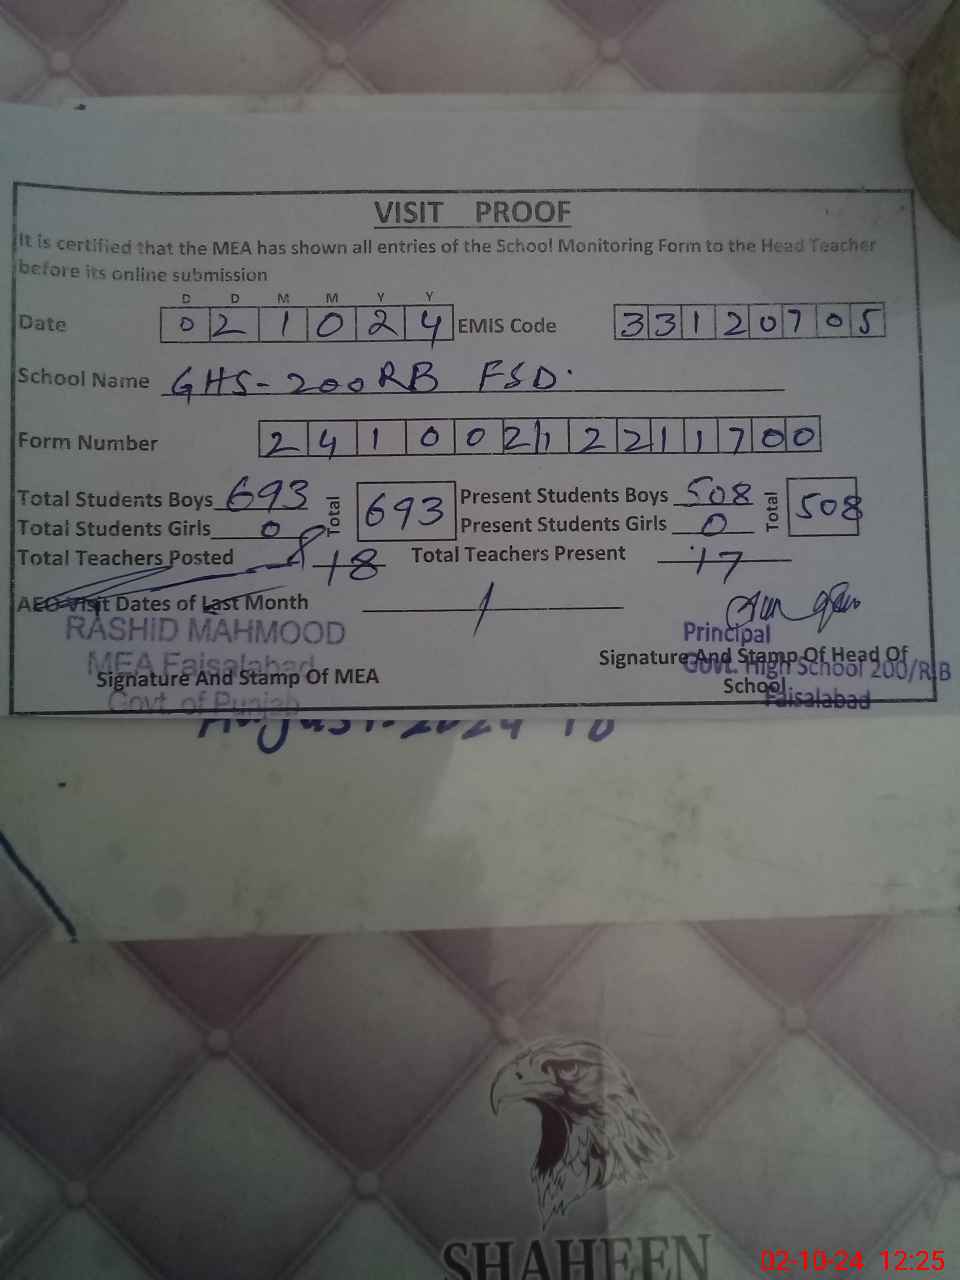 VISIT PROOF
It is certified that the MEA has shown all entries of the School Monitoring Form to the Head Teacher
before its online submission
D D M M Y Y
Date 0 2 1 0 2 4 EMIS Code 3 3 1 2 0 7 0 5
School Name GHS-200RB FSD.
Form Number 2 4 1 0 0 2 1 2 2 1 1 7 0 0
Total Students Boys 693 Total 693 Present Students Boys 508 Total 508
Total Students Girls 0 Present Students Girls 0
Total Teachers Posted 18 Total Teachers Present 17
AEO Visit Dates of Last Month /
RASHID MAHMOOD
MEA Faisalabad
Signature And Stamp Of MEA
Govt. of Punjab
Principal
Signature And Stamp Of Head Of
Govt. High School 200/RB
School
Faisalabad
August-2024 10
SHAHEEN
02-10-24 12:25